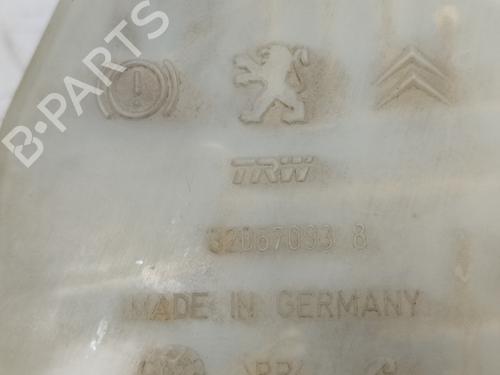 B-PARTS
TRW
32067093 8
MADE IN GERMANY